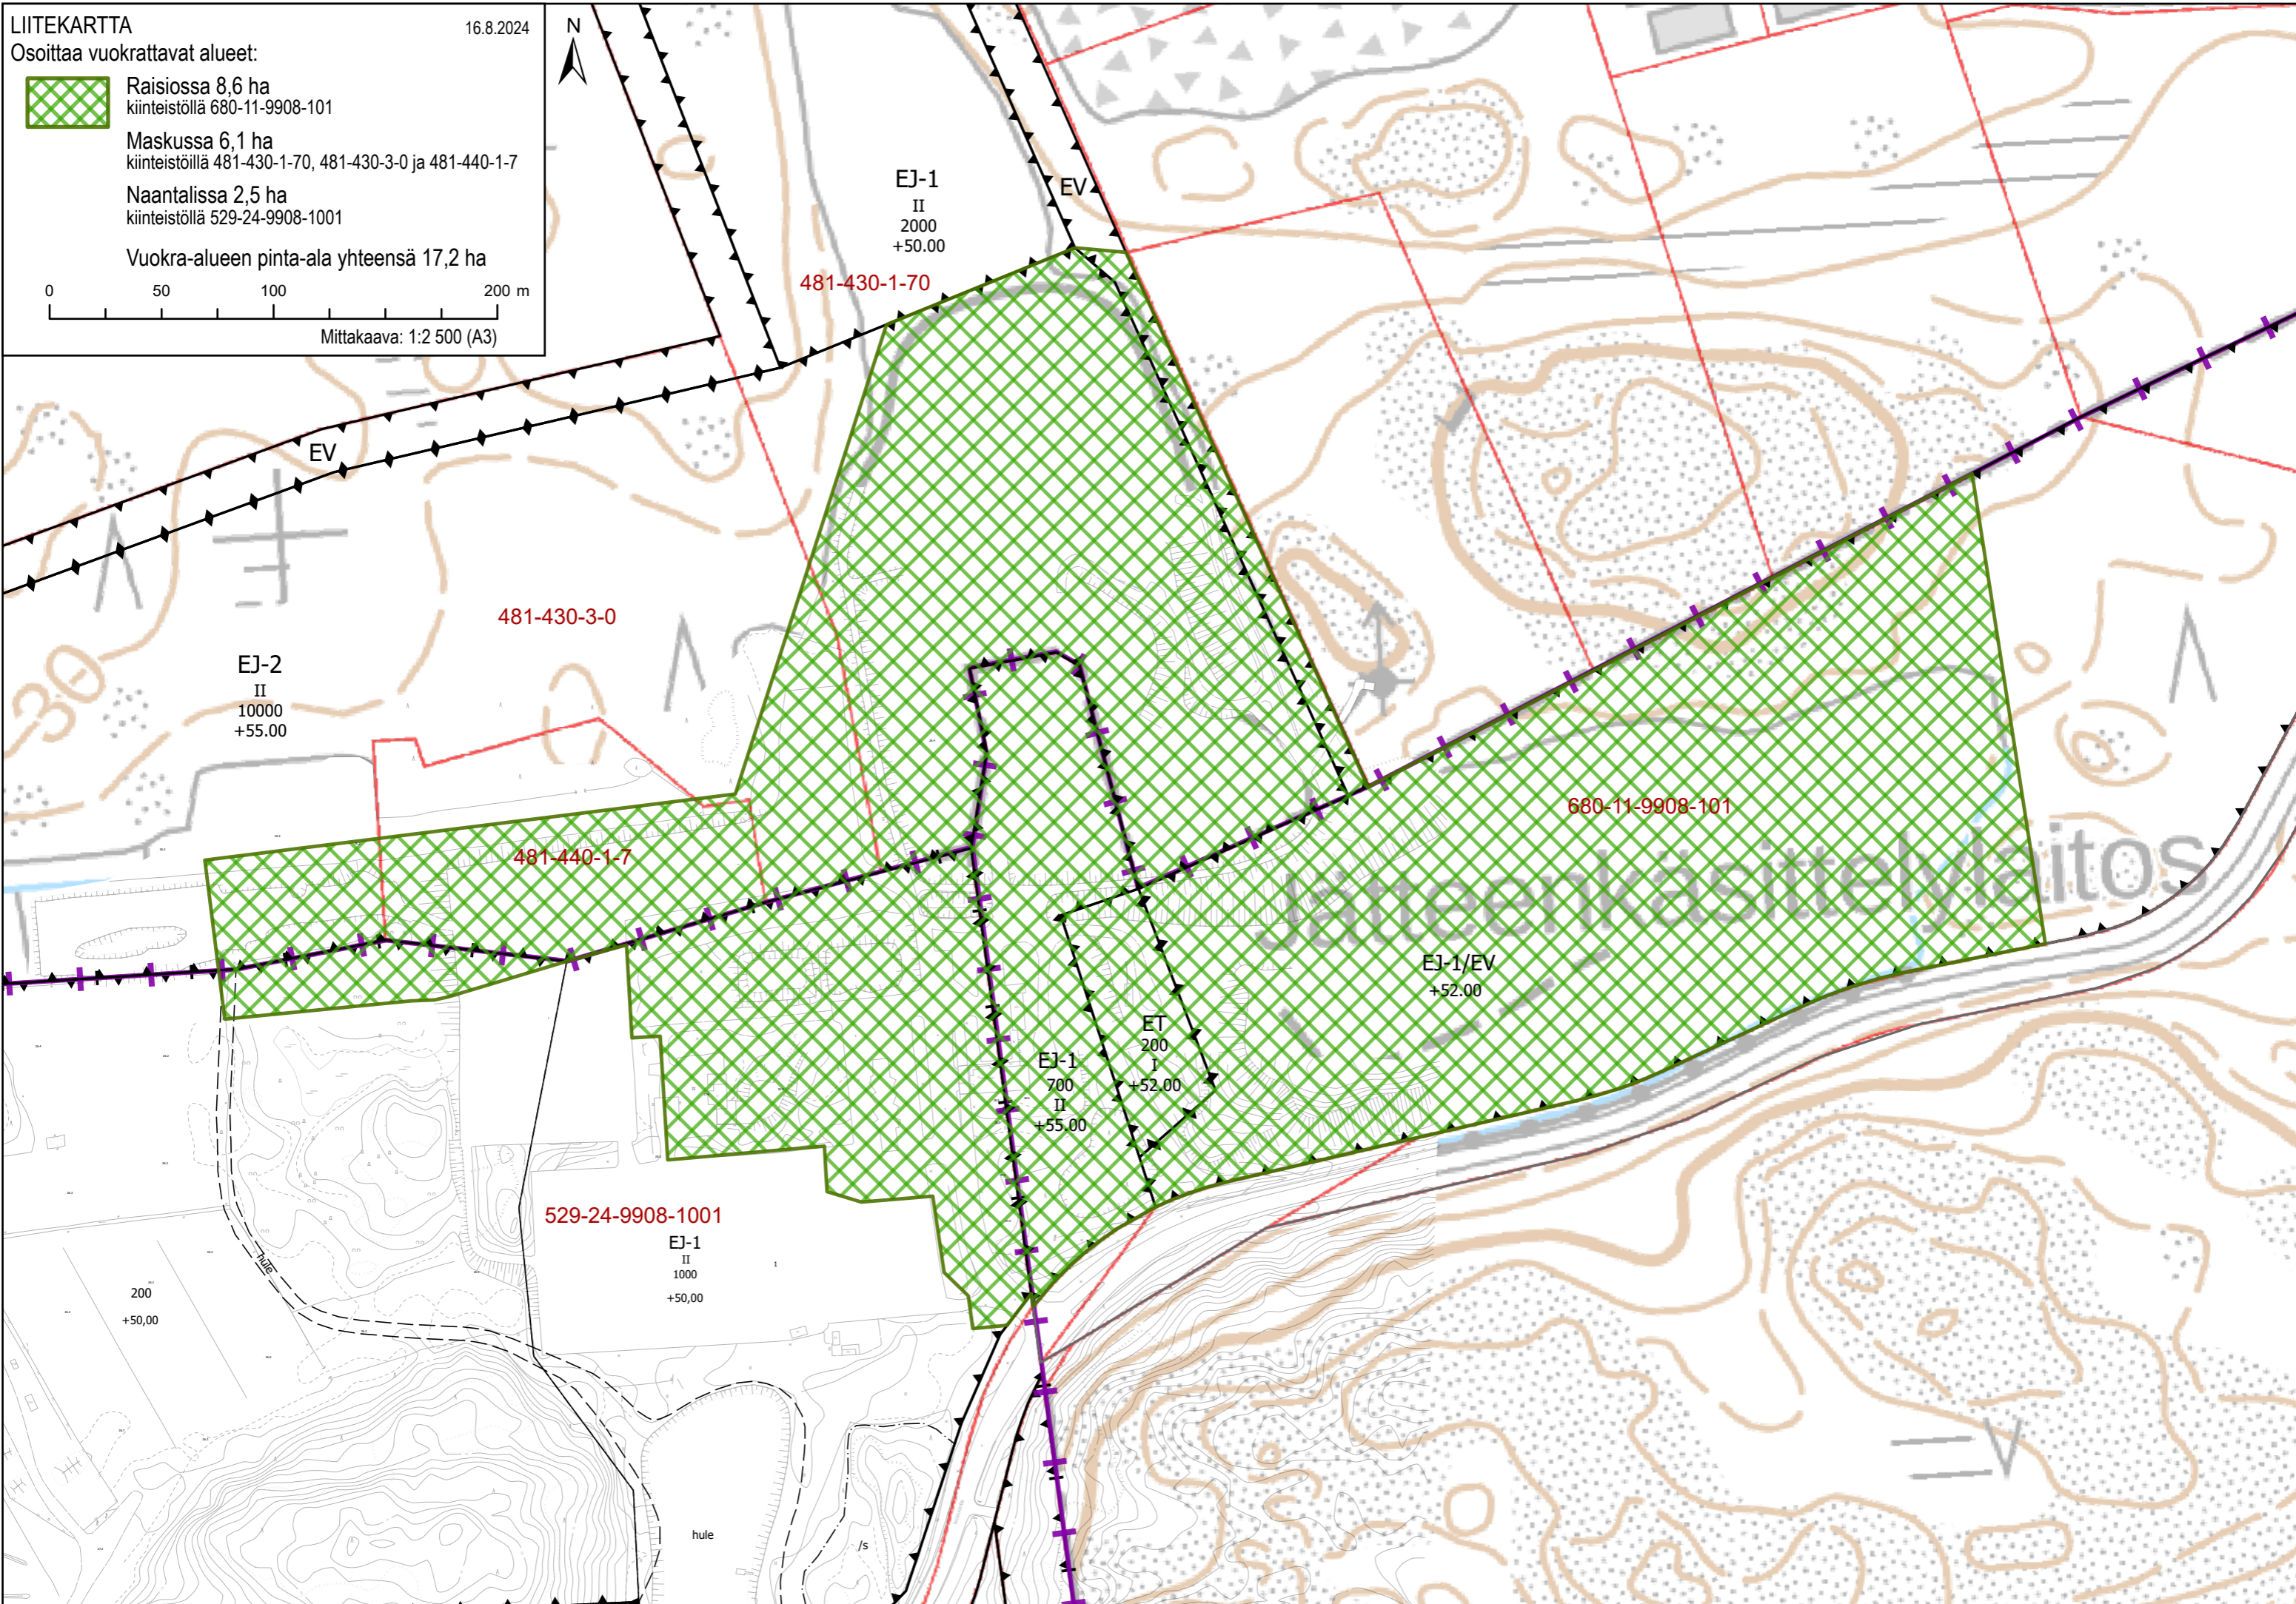 LIITEKARTTA 16.8.2024
Osoittaa vuokrattavat alueet:
Raisiossa 8,6 ha
kiinteistöllä 680-11-9908-101
Maskussa 6,1 ha
kiinteistöillä 481-430-1-70, 481-430-3-0 ja 481-440-1-7
Naantalissa 2,5 ha
kiinteistöllä 529-24-9908-1001
Vuokra-alueen pinta-ala yhteensä 17,2 ha
0 50 100 200 m
Mittakaava: 1:2 500 (A3)
N
EJ-1
II
2000
+50.00
EV
481-430-1-70
EV
481-430-3-0
EJ-2
II
10000
+55.00
30
680-11-9908-101
481-440-1-7
Jätteenkäsittelylaitos
EJ-1/EV
+52.00
ET
200
I
+52.00
EJ-1
700
II
+55.00
529-24-9908-1001
EJ-1
II
1000
+50,00
1
hule
200
+50,00
hule
/s